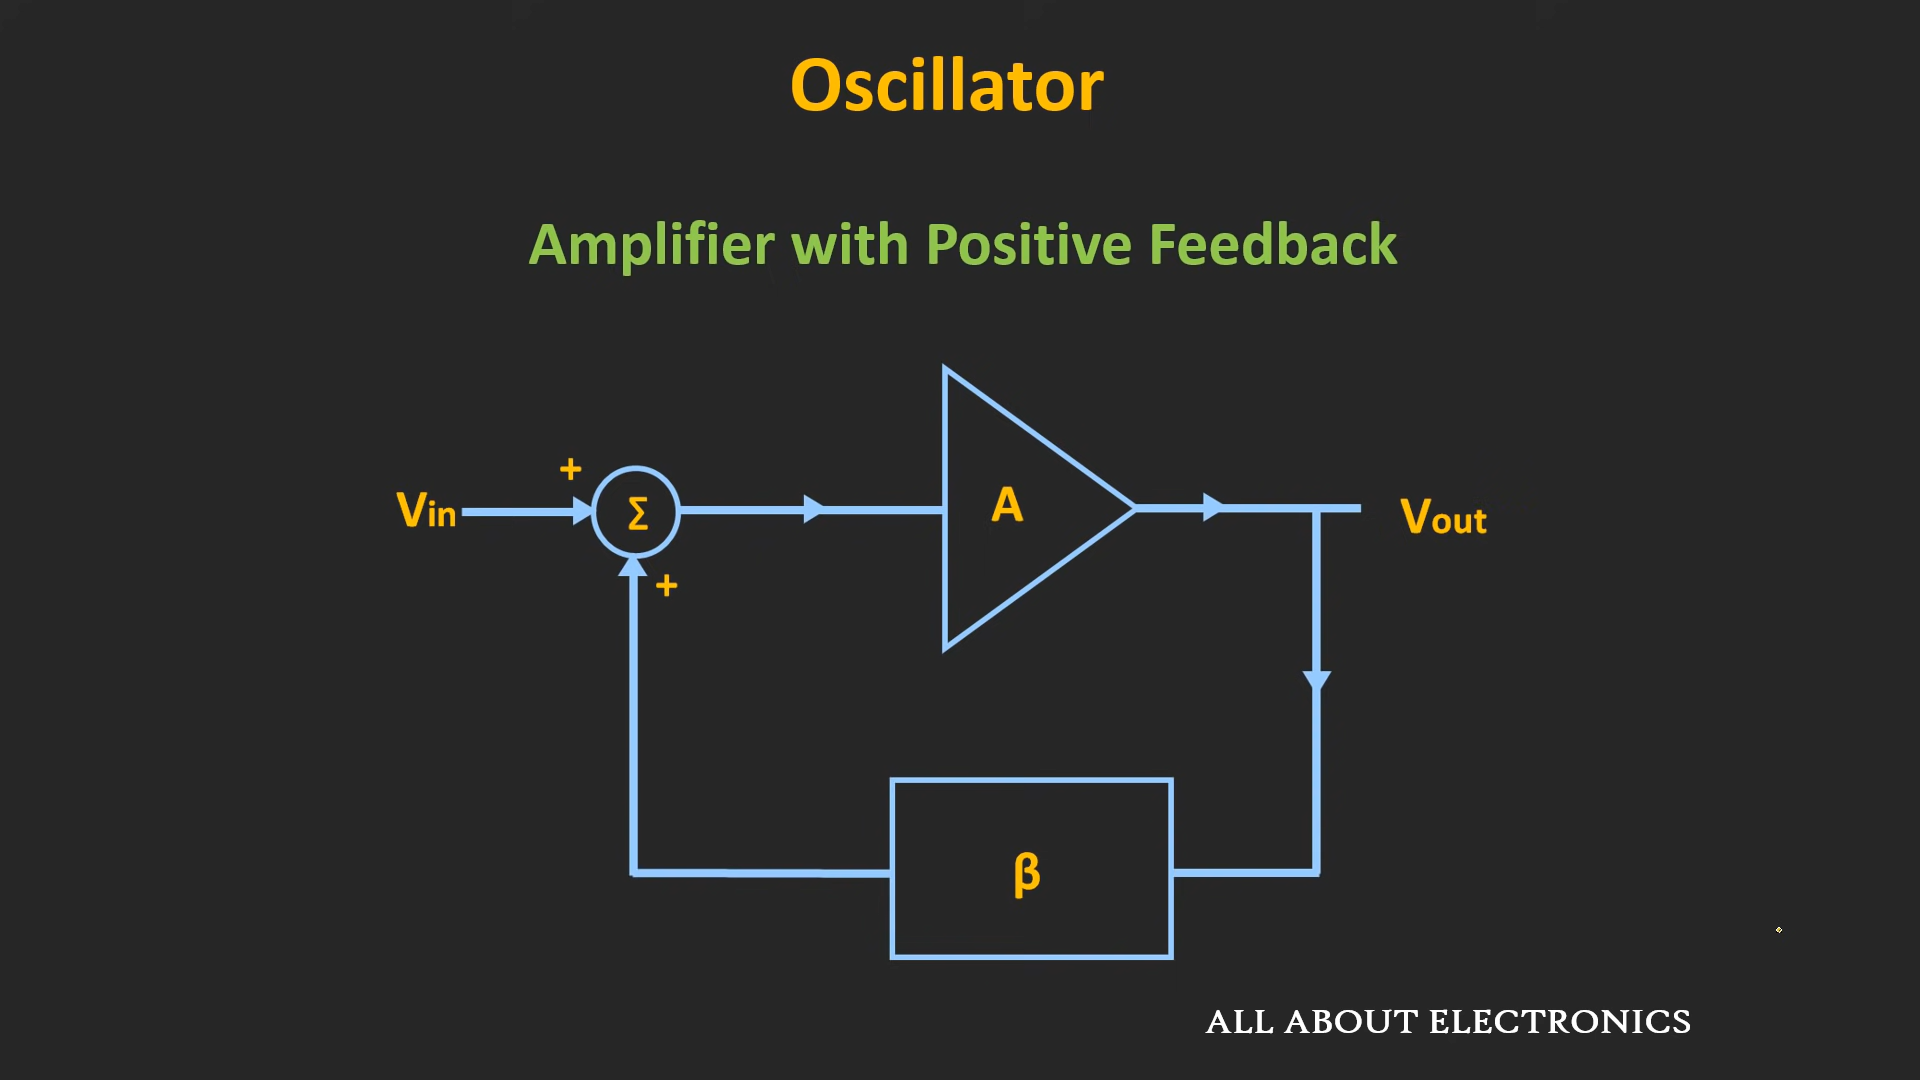 Oscillator
Amplifier with Positive Feedback
+
Vin
Σ
A
Vout
+
β
ALL ABOUT ELECTRONICS